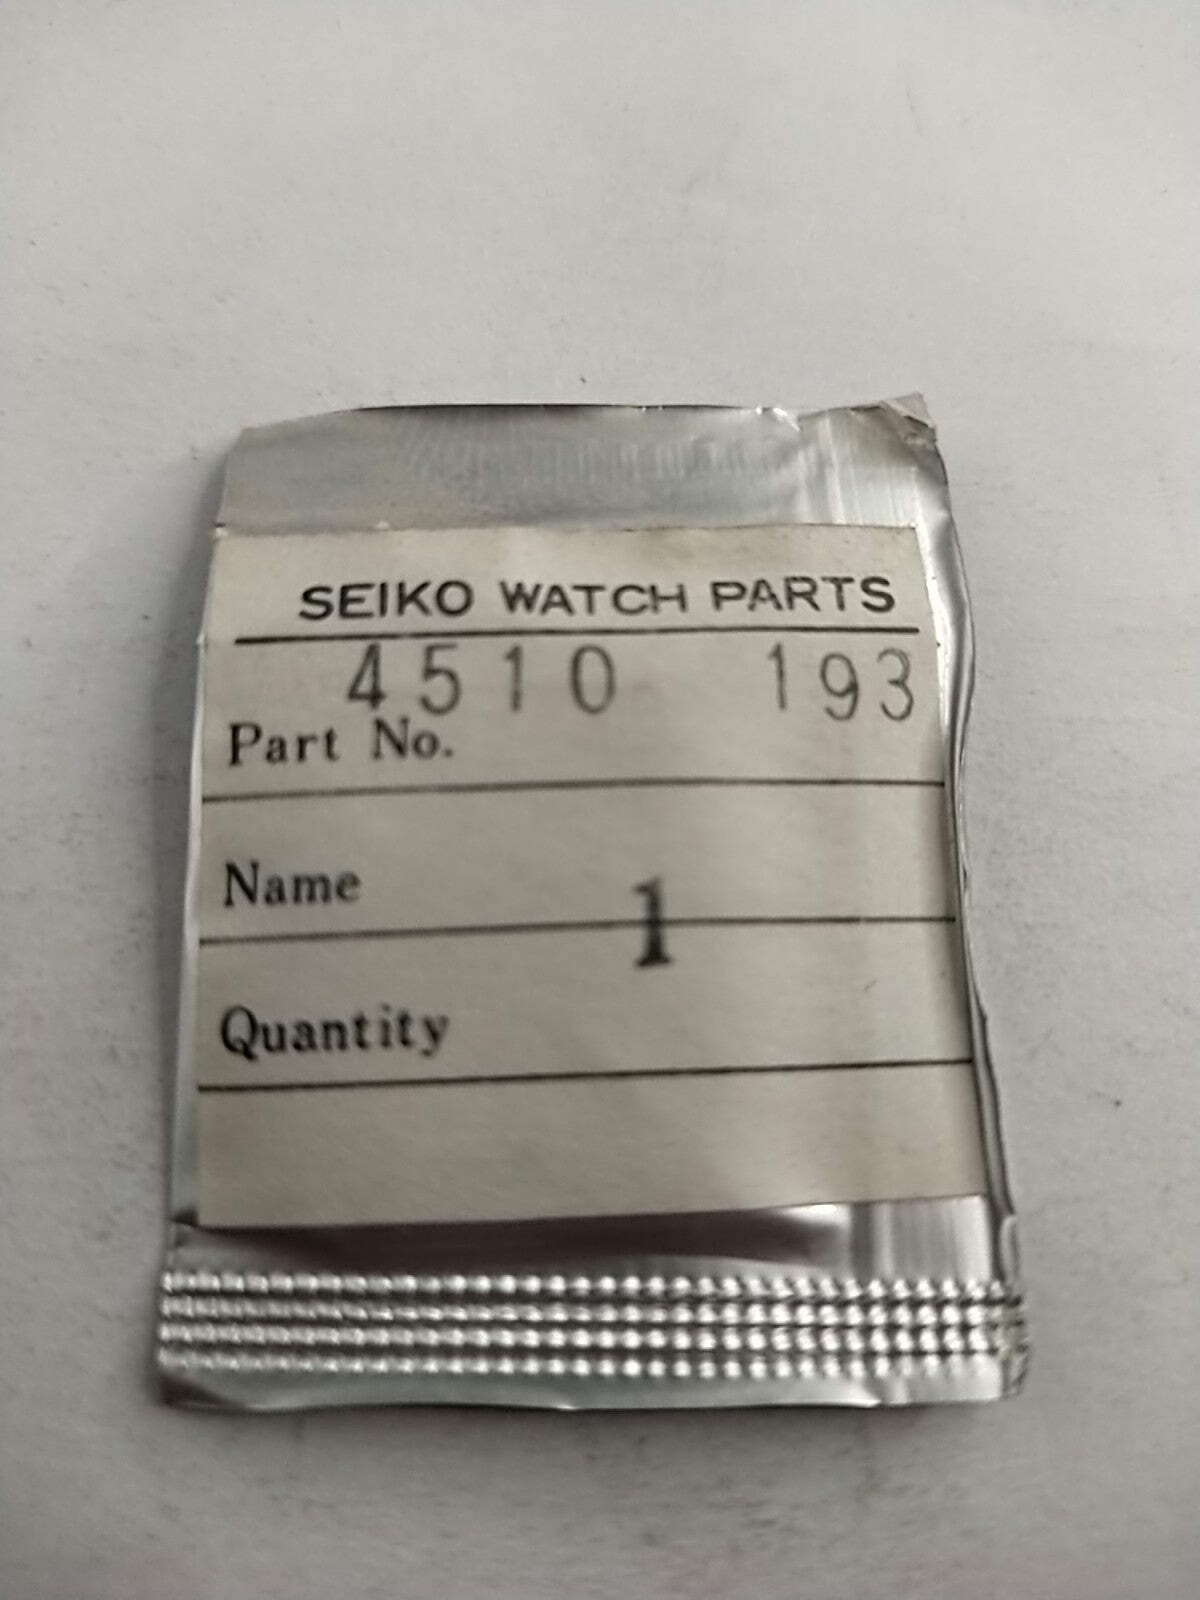 SEIKO WATCH PARTS
4510 193
Part No.
Name
1
Quantity